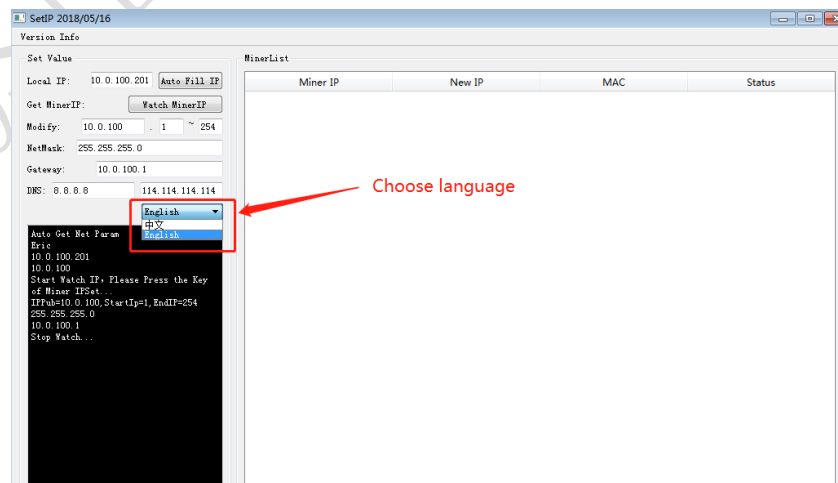 SetIP 2018/05/16
Version Info
Set Value
Local IP: 10.0.100.201 Auto Fill IP
Get MinerIP: Watch MinerIP
Modify: 10.0.100 . 1 ~ 254
NetMask: 255.255.255.0
Gateway: 10.0.100.1
DNS: 8.8.8.8 114.114.114.114
English
中文
English
Auto Get Net Param
Eric
10.0.100.201
10.0.100
Start Watch IP, Please Press the Key
of Miner IPSet...
IPPub=10.0.100,StartIp=1,EndIP=254
255.255.255.0
10.0.100.1
Stop Watch...
MinerList
Miner IP New IP MAC Status
Choose language